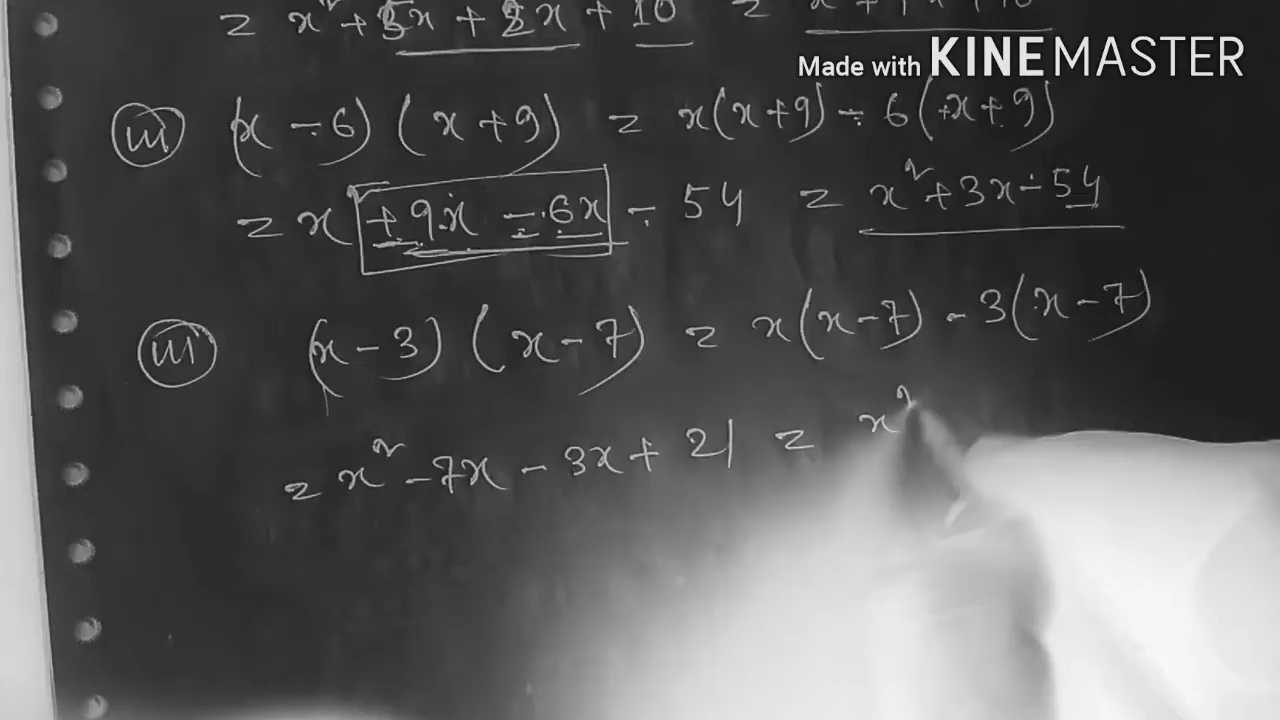 = x² + 5x + 2x + 10 =
Made with KINEMASTER
(iii) (x - 6) (x + 9) = x(x+9) - 6(x+9)
= x +9x - 6x - 54 = x² + 3x - 54
(iii) (x - 3) (x - 7) = x(x-7) - 3(x-7)
= x² - 7x - 3x + 21 = x²